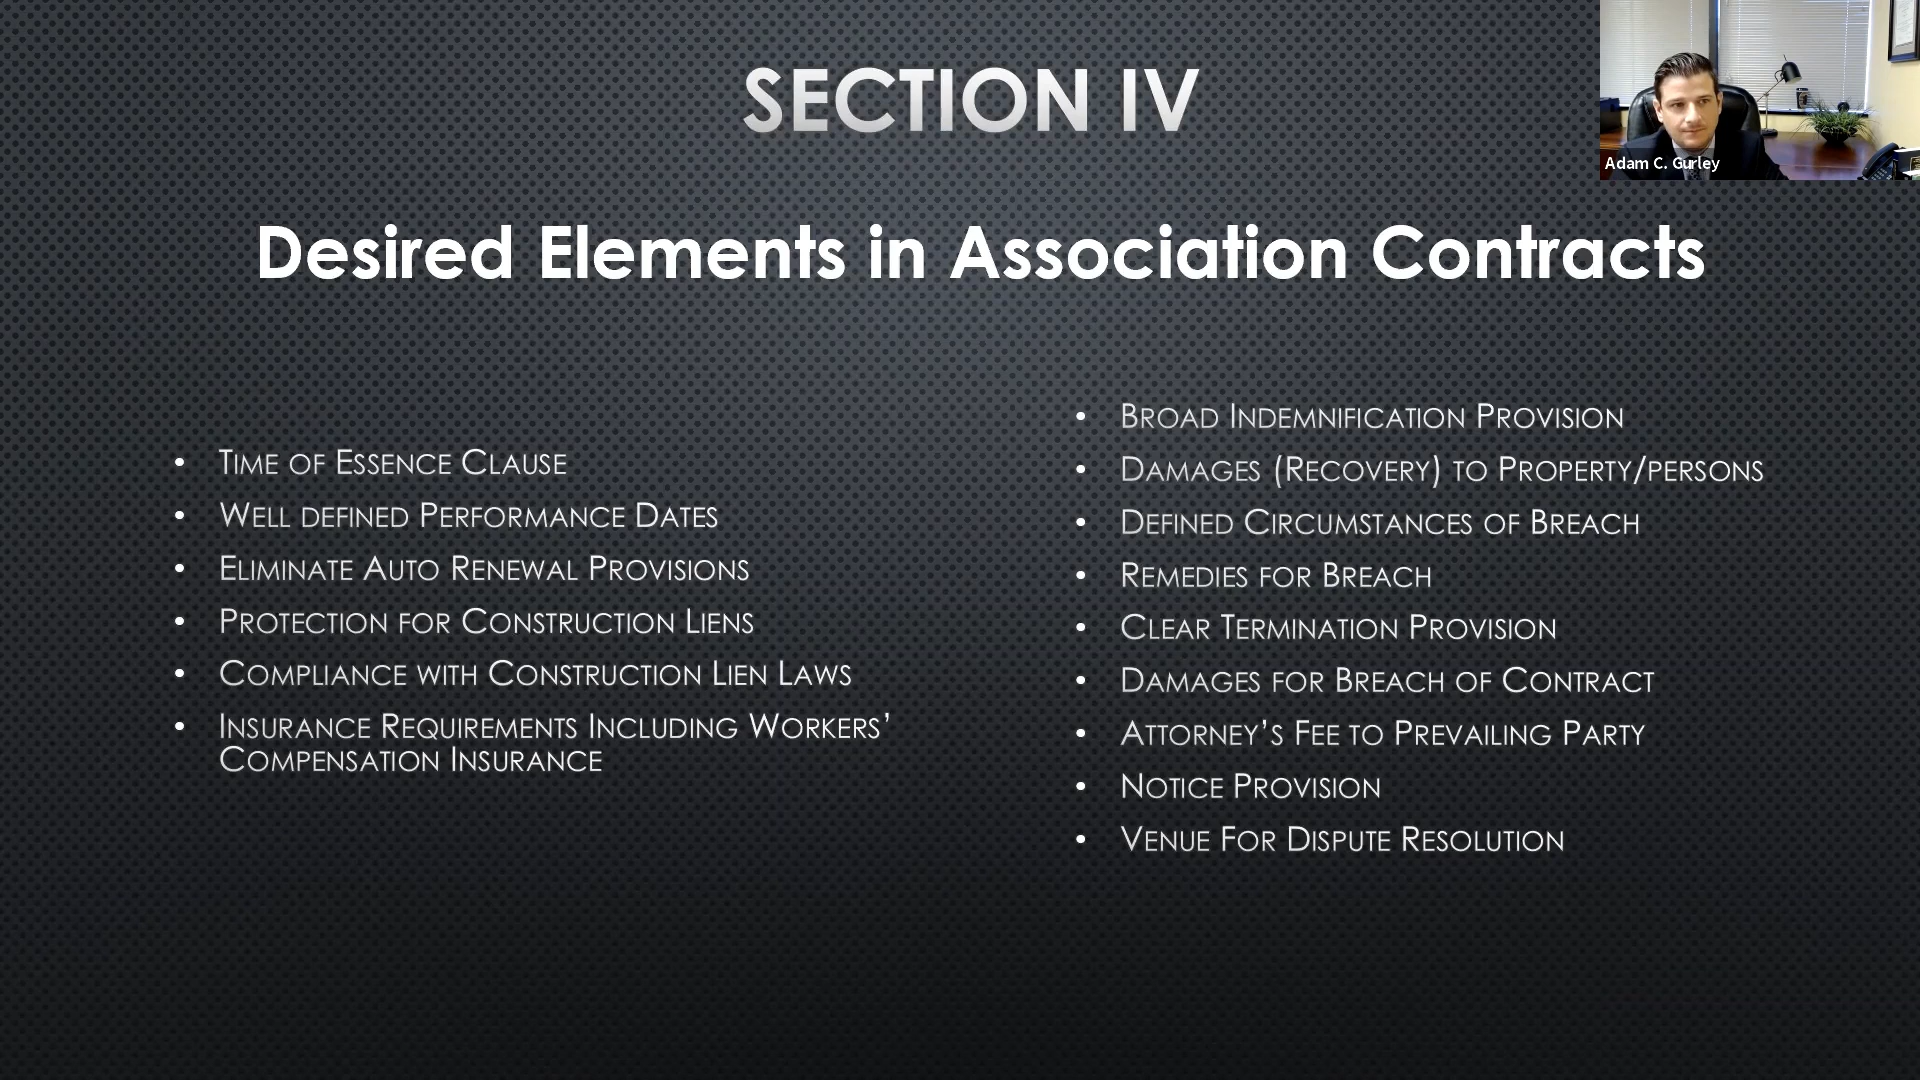 SECTION IV
Adam C. Gurley
Desired Elements in Association Contracts
• Time of Essence Clause
• Well defined Performance Dates
• Eliminate Auto Renewal Provisions
• Protection for Construction Liens
• Compliance with Construction Lien Laws
• Insurance Requirements Including Workers’
Compensation Insurance
• Broad Indemnification Provision
• Damages (Recovery) to Property/persons
• Defined Circumstances of Breach
• Remedies for Breach
• Clear Termination Provision
• Damages for Breach of Contract
• Attorney’s Fee to Prevailing Party
• Notice Provision
• Venue For Dispute Resolution